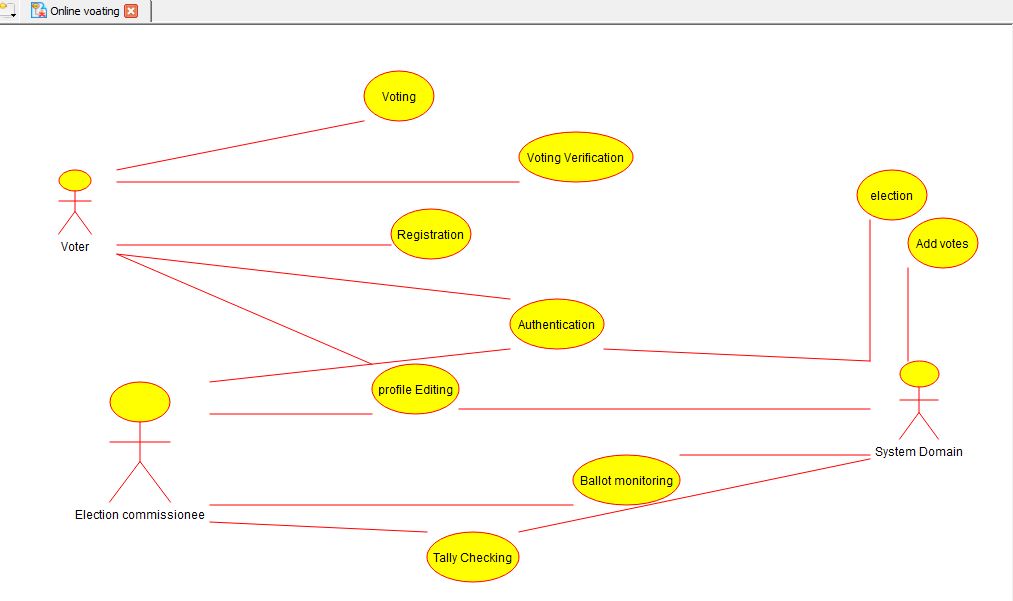 Online voating
Voting
Voting Verification
election
Registration
Voter
Add votes
Authentication
profile Editing
System Domain
Ballot monitoring
Election commissionee
Tally Checking